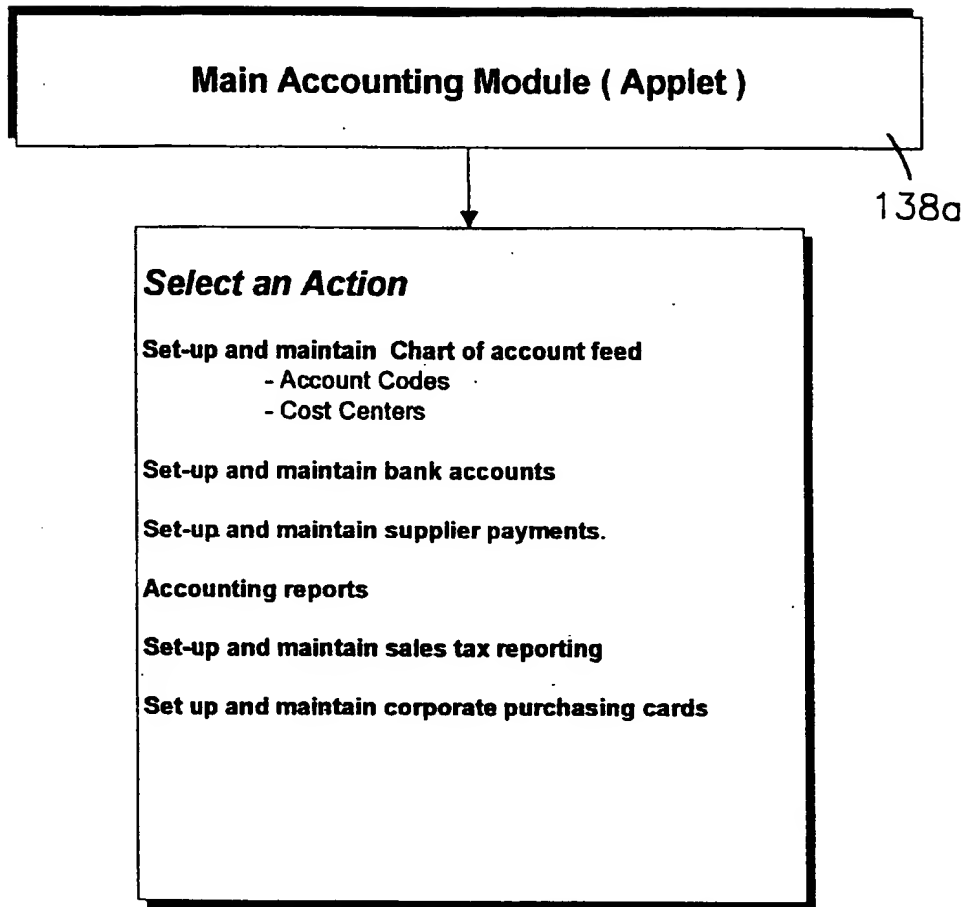 Main Accounting Module ( Applet )
138a
Select an Action
Set-up and maintain Chart of account feed
- Account Codes
- Cost Centers
Set-up and maintain bank accounts
Set-up and maintain supplier payments.
Accounting reports
Set-up and maintain sales tax reporting
Set up and maintain corporate purchasing cards